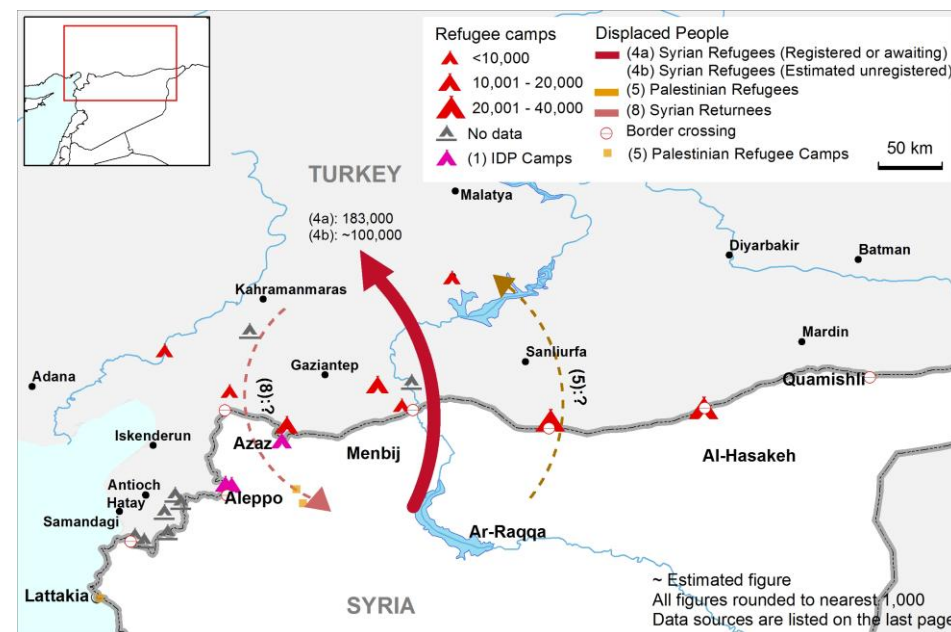 Refugee camps
<10,000
10,001 - 20,000
20,001 - 40,000
No data
(1) IDP Camps
Displaced People
(4a) Syrian Refugees (Registered or awaiting)
(4b) Syrian Refugees (Estimated unregistered)
(5) Palestinian Refugees
(8) Syrian Returnees
Border crossing
(5) Palestinian Refugee Camps
50 km
TURKEY
(4a): 183,000
(4b): ~100,000
Malatya
Diyarbakir
Batman
Kahramanmaras
Mardin
Adana
Gaziantep
Sanliurfa
Quamishli
(8):?
(5):?
Iskenderun
Azaz
Menbij
Al-Hasakeh
Antioch
Hatay
Aleppo
Samandagi
Ar-Raqqa
Lattakia
SYRIA
~ Estimated figure
All figures rounded to nearest 1,000
Data sources are listed on the last page